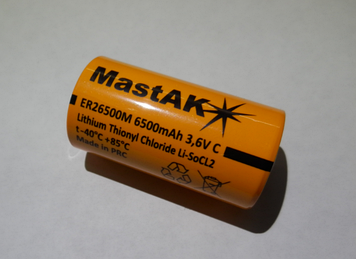 MastAK
ER26500M 6500mAh 3,6V C
Lithium Thionyl Chloride Li-SoCL2
t-40°C +85°C
Made in PRC